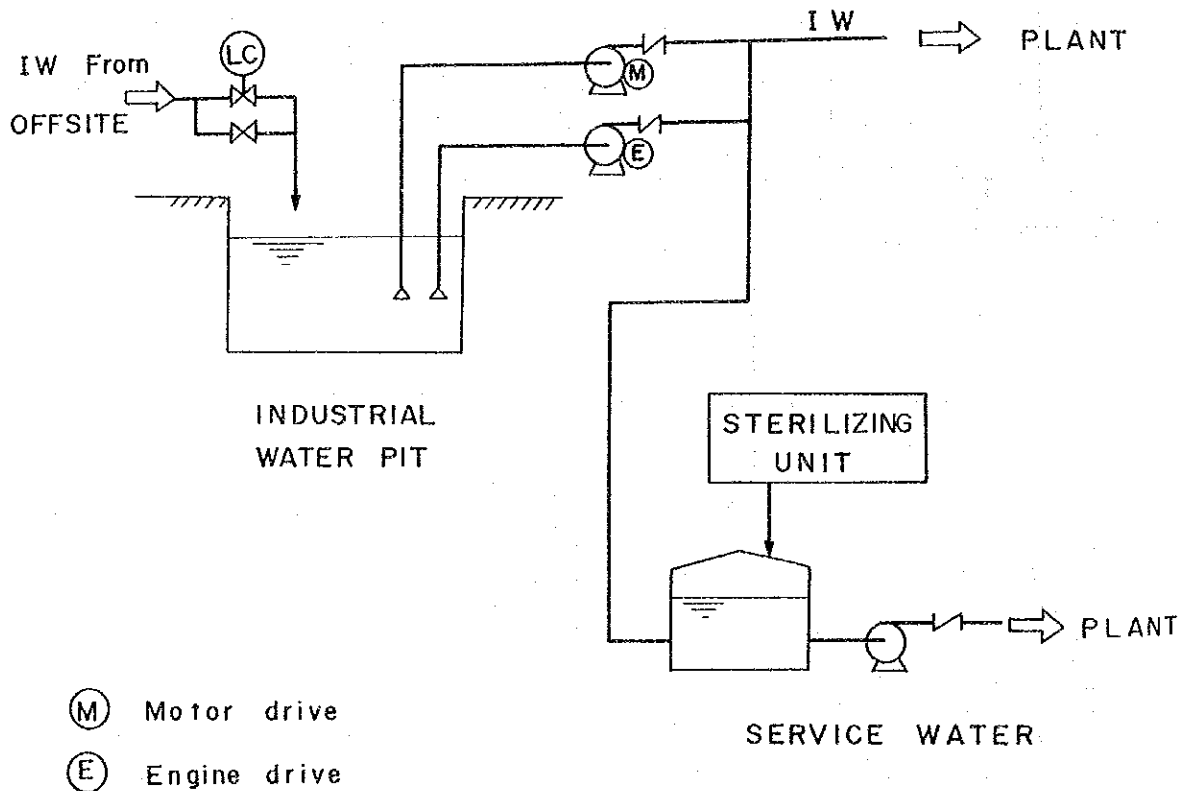 IW From
OFFSITE
LC
M
E
IW
PLANT
INDUSTRIAL
WATER PIT
STERILIZING
UNIT
PLANT
SERVICE WATER
M Motor drive
E Engine drive